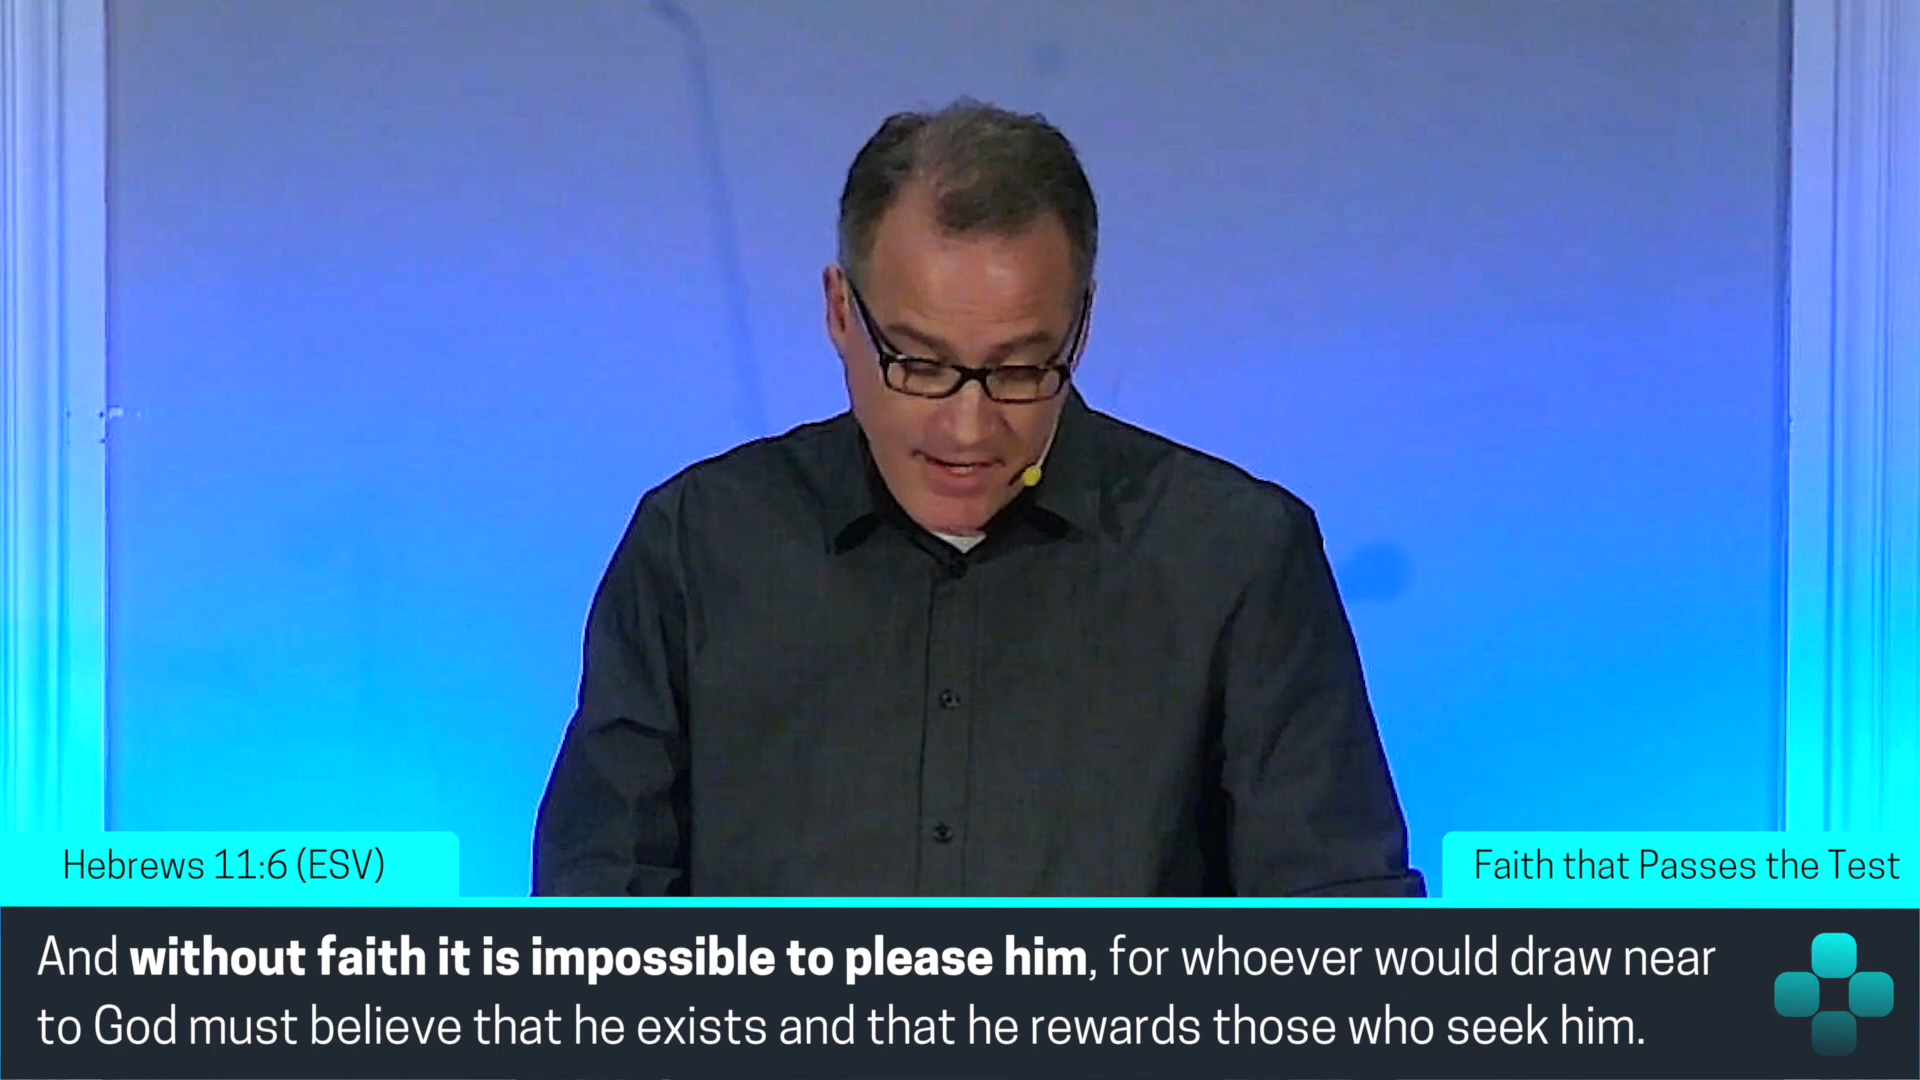 Hebrews 11:6 (ESV)
Faith that Passes the Test
And without faith it is impossible to please him, for whoever would draw near
to God must believe that he exists and that he rewards those who seek him.